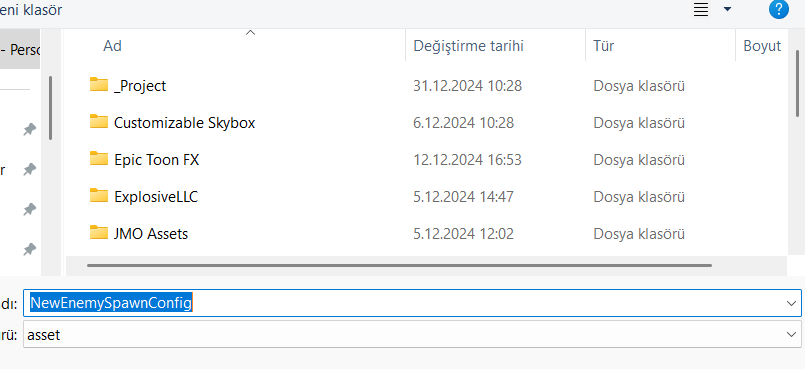 eni klasör
- Perso
r
Ad Değiştirme tarihi Tür Boyut
_Project 31.12.2024 10:28 Dosya klasörü
Customizable Skybox 6.12.2024 10:28 Dosya klasörü
Epic Toon FX 12.12.2024 16:53 Dosya klasörü
ExplosiveLLC 5.12.2024 14:47 Dosya klasörü
JMO Assets 5.12.2024 12:02 Dosya klasörü
dı: NewEnemySpawnConfig
rü: asset